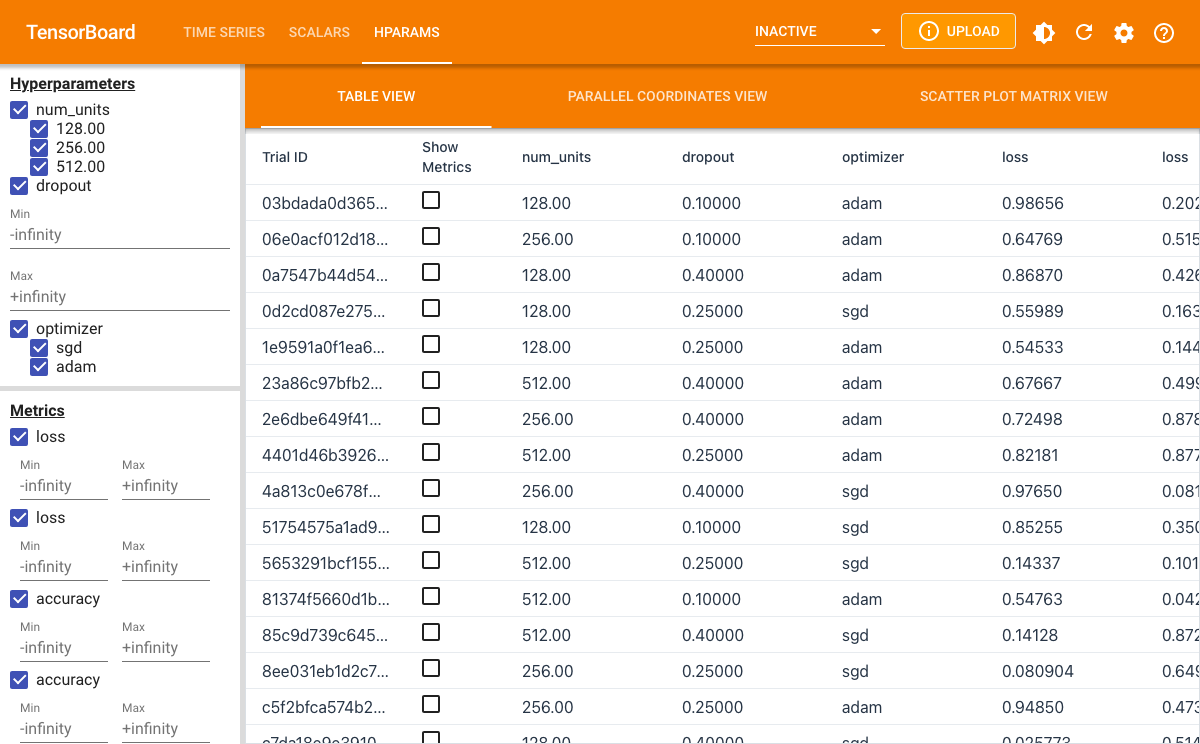 TensorBoard TIME SERIES SCALARS HPARAMS INACTIVE UPLOAD
Hyperparameters
num_units
128.00
256.00
512.00
dropout
Min
-infinity
Max
+infinity
optimizer
sgd
adam
Metrics
loss
Min Max
-infinity +infinity
loss
Min Max
-infinity +infinity
accuracy
Min Max
-infinity +infinity
accuracy
Min Max
-infinity +infinity
TABLE VIEW PARALLEL COORDINATES VIEW SCATTER PLOT MATRIX VIEW
Trial ID Show Metrics num_units dropout optimizer loss loss
03bdada0d365... 128.00 0.10000 adam 0.98656 0.202
06e0acf012d18... 256.00 0.10000 adam 0.64769 0.515
0a7547b44d54... 128.00 0.40000 adam 0.86870 0.426
0d2cd087e275... 128.00 0.25000 sgd 0.55989 0.163
1e9591a0f1ea6... 128.00 0.25000 adam 0.54533 0.144
23a86c97bfb2... 512.00 0.40000 adam 0.67667 0.499
2e6dbe649f41... 256.00 0.40000 adam 0.72498 0.878
4401d46b3926... 512.00 0.25000 adam 0.82181 0.877
4a813c0e678f... 256.00 0.40000 sgd 0.97650 0.081
51754575a1ad9... 128.00 0.10000 sgd 0.85255 0.350
5653291bcf155... 512.00 0.25000 sgd 0.14337 0.101
81374f5660d1b... 512.00 0.10000 adam 0.54763 0.042
85c9d739c645... 512.00 0.40000 sgd 0.14128 0.872
8ee031eb1d2c7... 256.00 0.25000 sgd 0.080904 0.649
c5f2bfca574b2... 256.00 0.25000 adam 0.94850 0.473
128.00 0.40000 sgd 0.025773 0.514